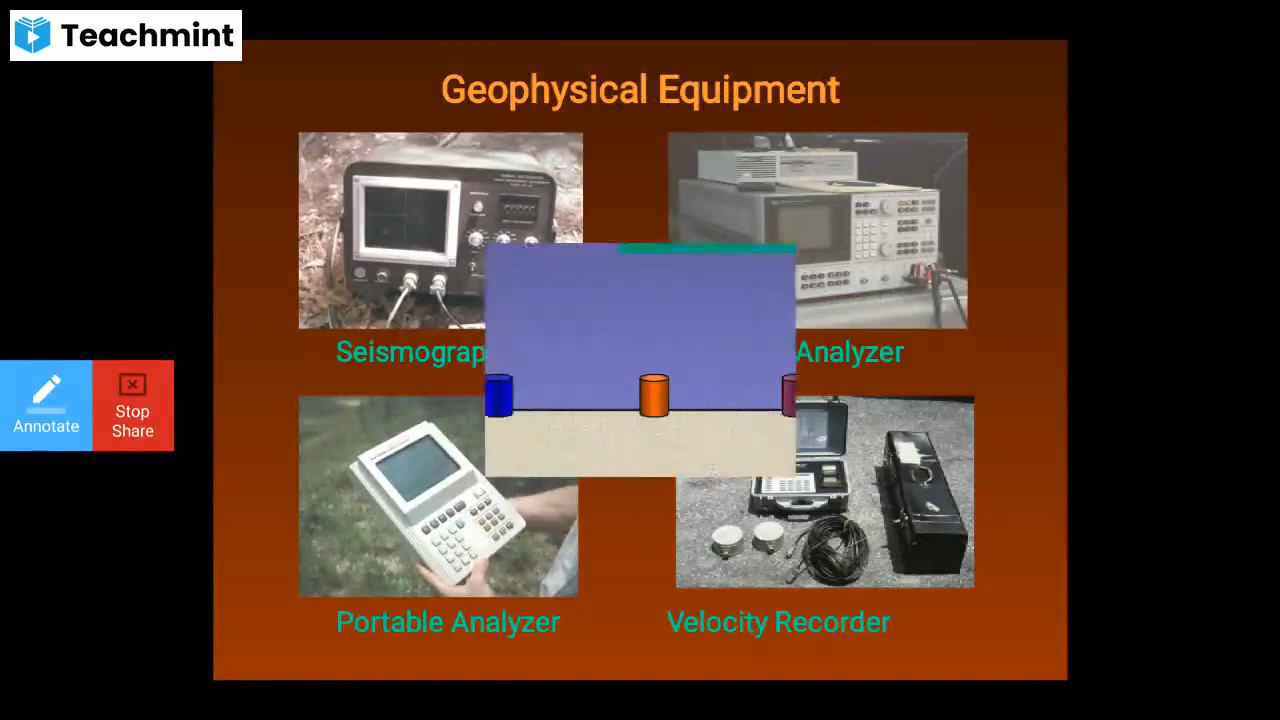 Teachmint
Geophysical Equipment
Seismograp
Analyzer
Annotate
Stop
Share
Portable Analyzer
Velocity Recorder